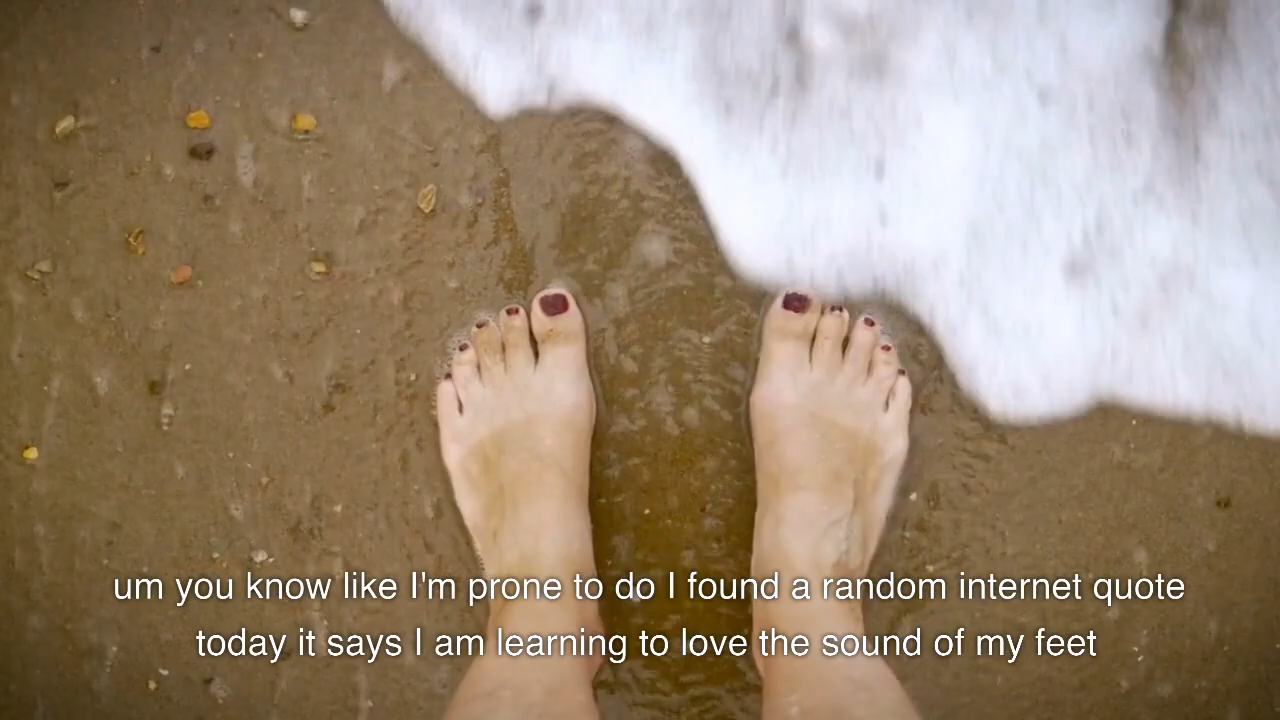 um you know like I'm prone to do I found a random internet quote
today it says I am learning to love the sound of my feet